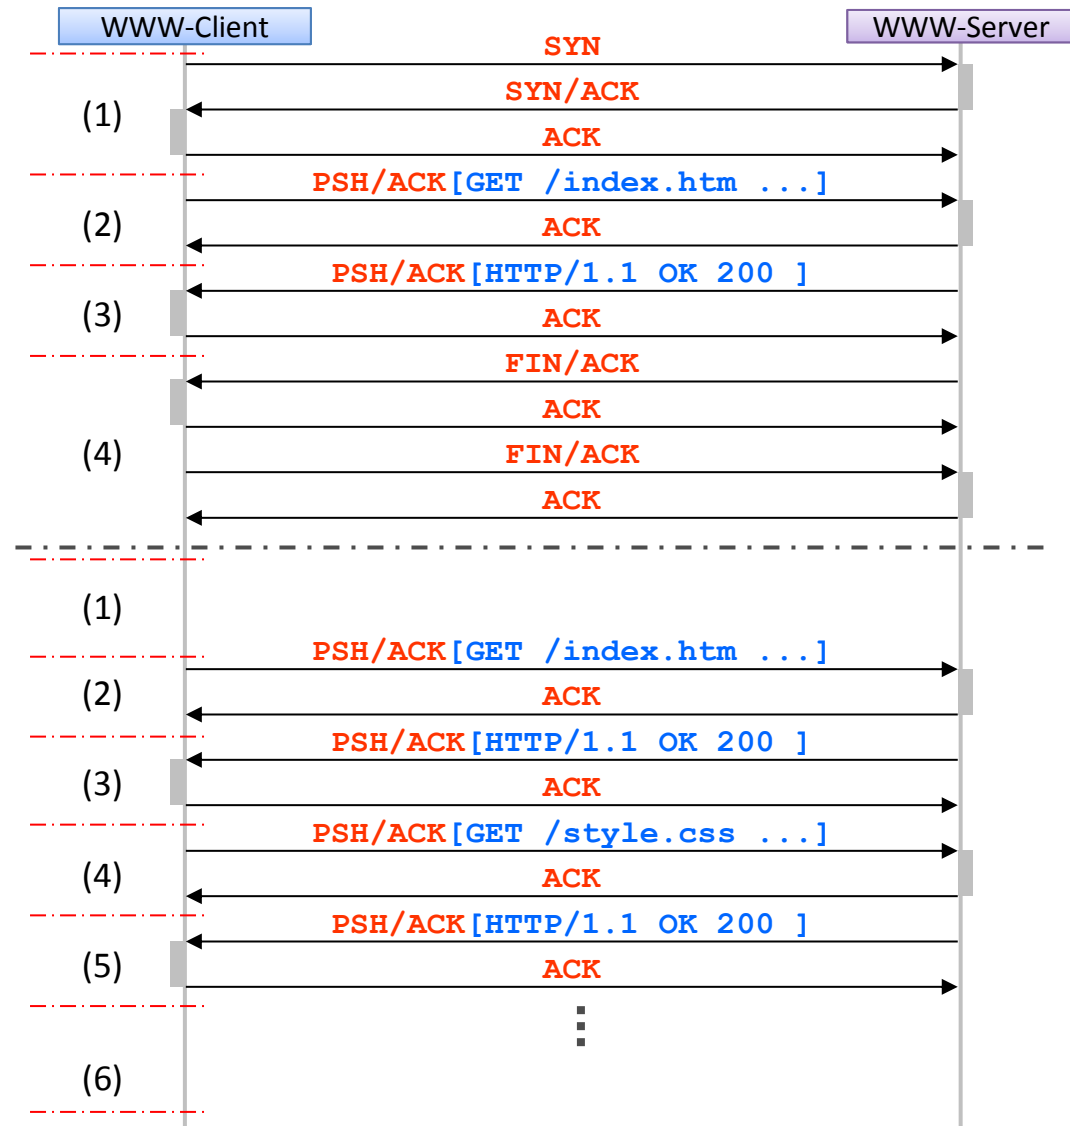 WWW-Client WWW-Server
SYN
SYN/ACK
(1)
ACK
PSH/ACK[GET /index.htm ...]
(2)
ACK
PSH/ACK[HTTP/1.1 OK 200 ]
(3)
ACK
FIN/ACK
ACK
(4)
FIN/ACK
ACK
(1)
PSH/ACK[GET /index.htm ...]
(2)
ACK
PSH/ACK[HTTP/1.1 OK 200 ]
(3)
ACK
PSH/ACK[GET /style.css ...]
(4)
ACK
PSH/ACK[HTTP/1.1 OK 200 ]
(5)
ACK
(6)